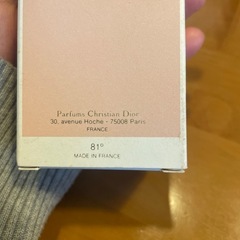 Parfums Christian Dior
30, avenue Hoche - 75008 Paris
FRANCE
81°
MADE IN FRANCE